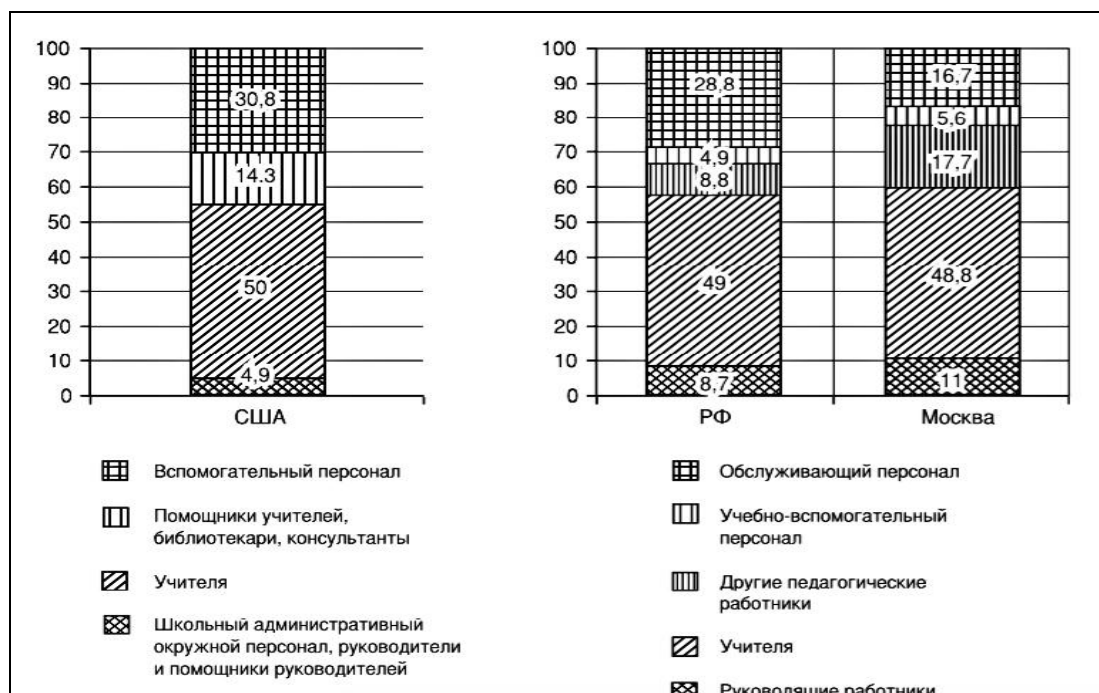 100
90
80
70
60
50
40
30
20
10
0
30,8
14.3
50
4,9
США
Вспомогательный персонал
Помощники учителей,
библиотекари, консультанты
Учителя
Школьный административный
окружной персонал, руководители
и помощники руководителей
100
90
80
70
60
50
40
30
20
10
0
28,8
4,9
8,8
49
8,7
16,7
5,6
17,7
48,8
11
РФ
Москва
Обслуживающий персонал
Учебно-вспомогательный
персонал
Другие педагогические
работники
Учителя
Руководящие работники